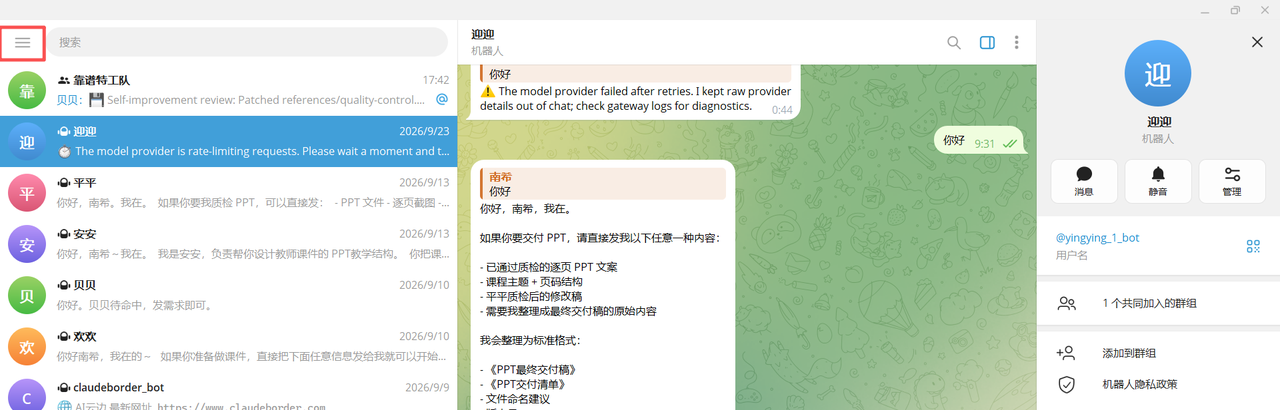 搜索
靠谱特工队
17:42
贝贝: 💾 Self-improvement review: Patched references/quality-control....
迎迎
2026/9/23
⏱ The model provider is rate-limiting requests. Please wait a moment and t...
平平
2026/9/13
你好，南希。我在。 如果你要我质检 PPT，可以直接发： - PPT 文件 - 逐页截图 -...
安安
2026/9/13
你好，南希～我在。 我是安安，负责帮你设计教师课件的 PPT教学结构。 你把课...
贝贝
2026/9/10
你好。贝贝待命中，发需求即可。
欢欢
2026/9/10
你好南希，我在的～ 如果你准备做课件，直接把下面任意信息发给我就可以开始...
claudeborder_bot
2026/9/9
AI云边 最新网址 https://www.claudeborder.com
靠
迎
平
安
贝
欢
C
迎迎
机器人
你好
⚠️ The model provider failed after retries. I kept raw provider
details out of chat; check gateway logs for diagnostics.
0:44
你好 9:31
南希
你好
你好，南希，我在。
如果你要交付 PPT，请直接发我以下任意一种内容：
- 已通过质检的逐页 PPT 文案
- 课程主题 + 页码结构
- 平平质检后的修改稿
- 需要我整理成最终交付稿的原始内容
我会整理为标准格式：
- 《PPT最终交付稿》
- 《PPT交付清单》
- 文件命名建议
迎
迎迎
机器人
消息
静音
管理
@yingying_1_bot
用户名
1 个共同加入的群组
添加到群组
机器人隐私政策